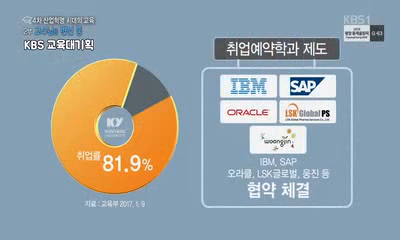 4차 산업혁명 시대의 교육
KBS 교육대기획
KBS 1
6:43
취업예약학과 제도
KY
취업률
81.9%
자료 : 교육부 2017. 1. 9
IBM
SAP
ORACLE
LSK Global PS
woongjin
IBM, SAP
오라클, LSK글로벌, 웅진 등
협약 체결